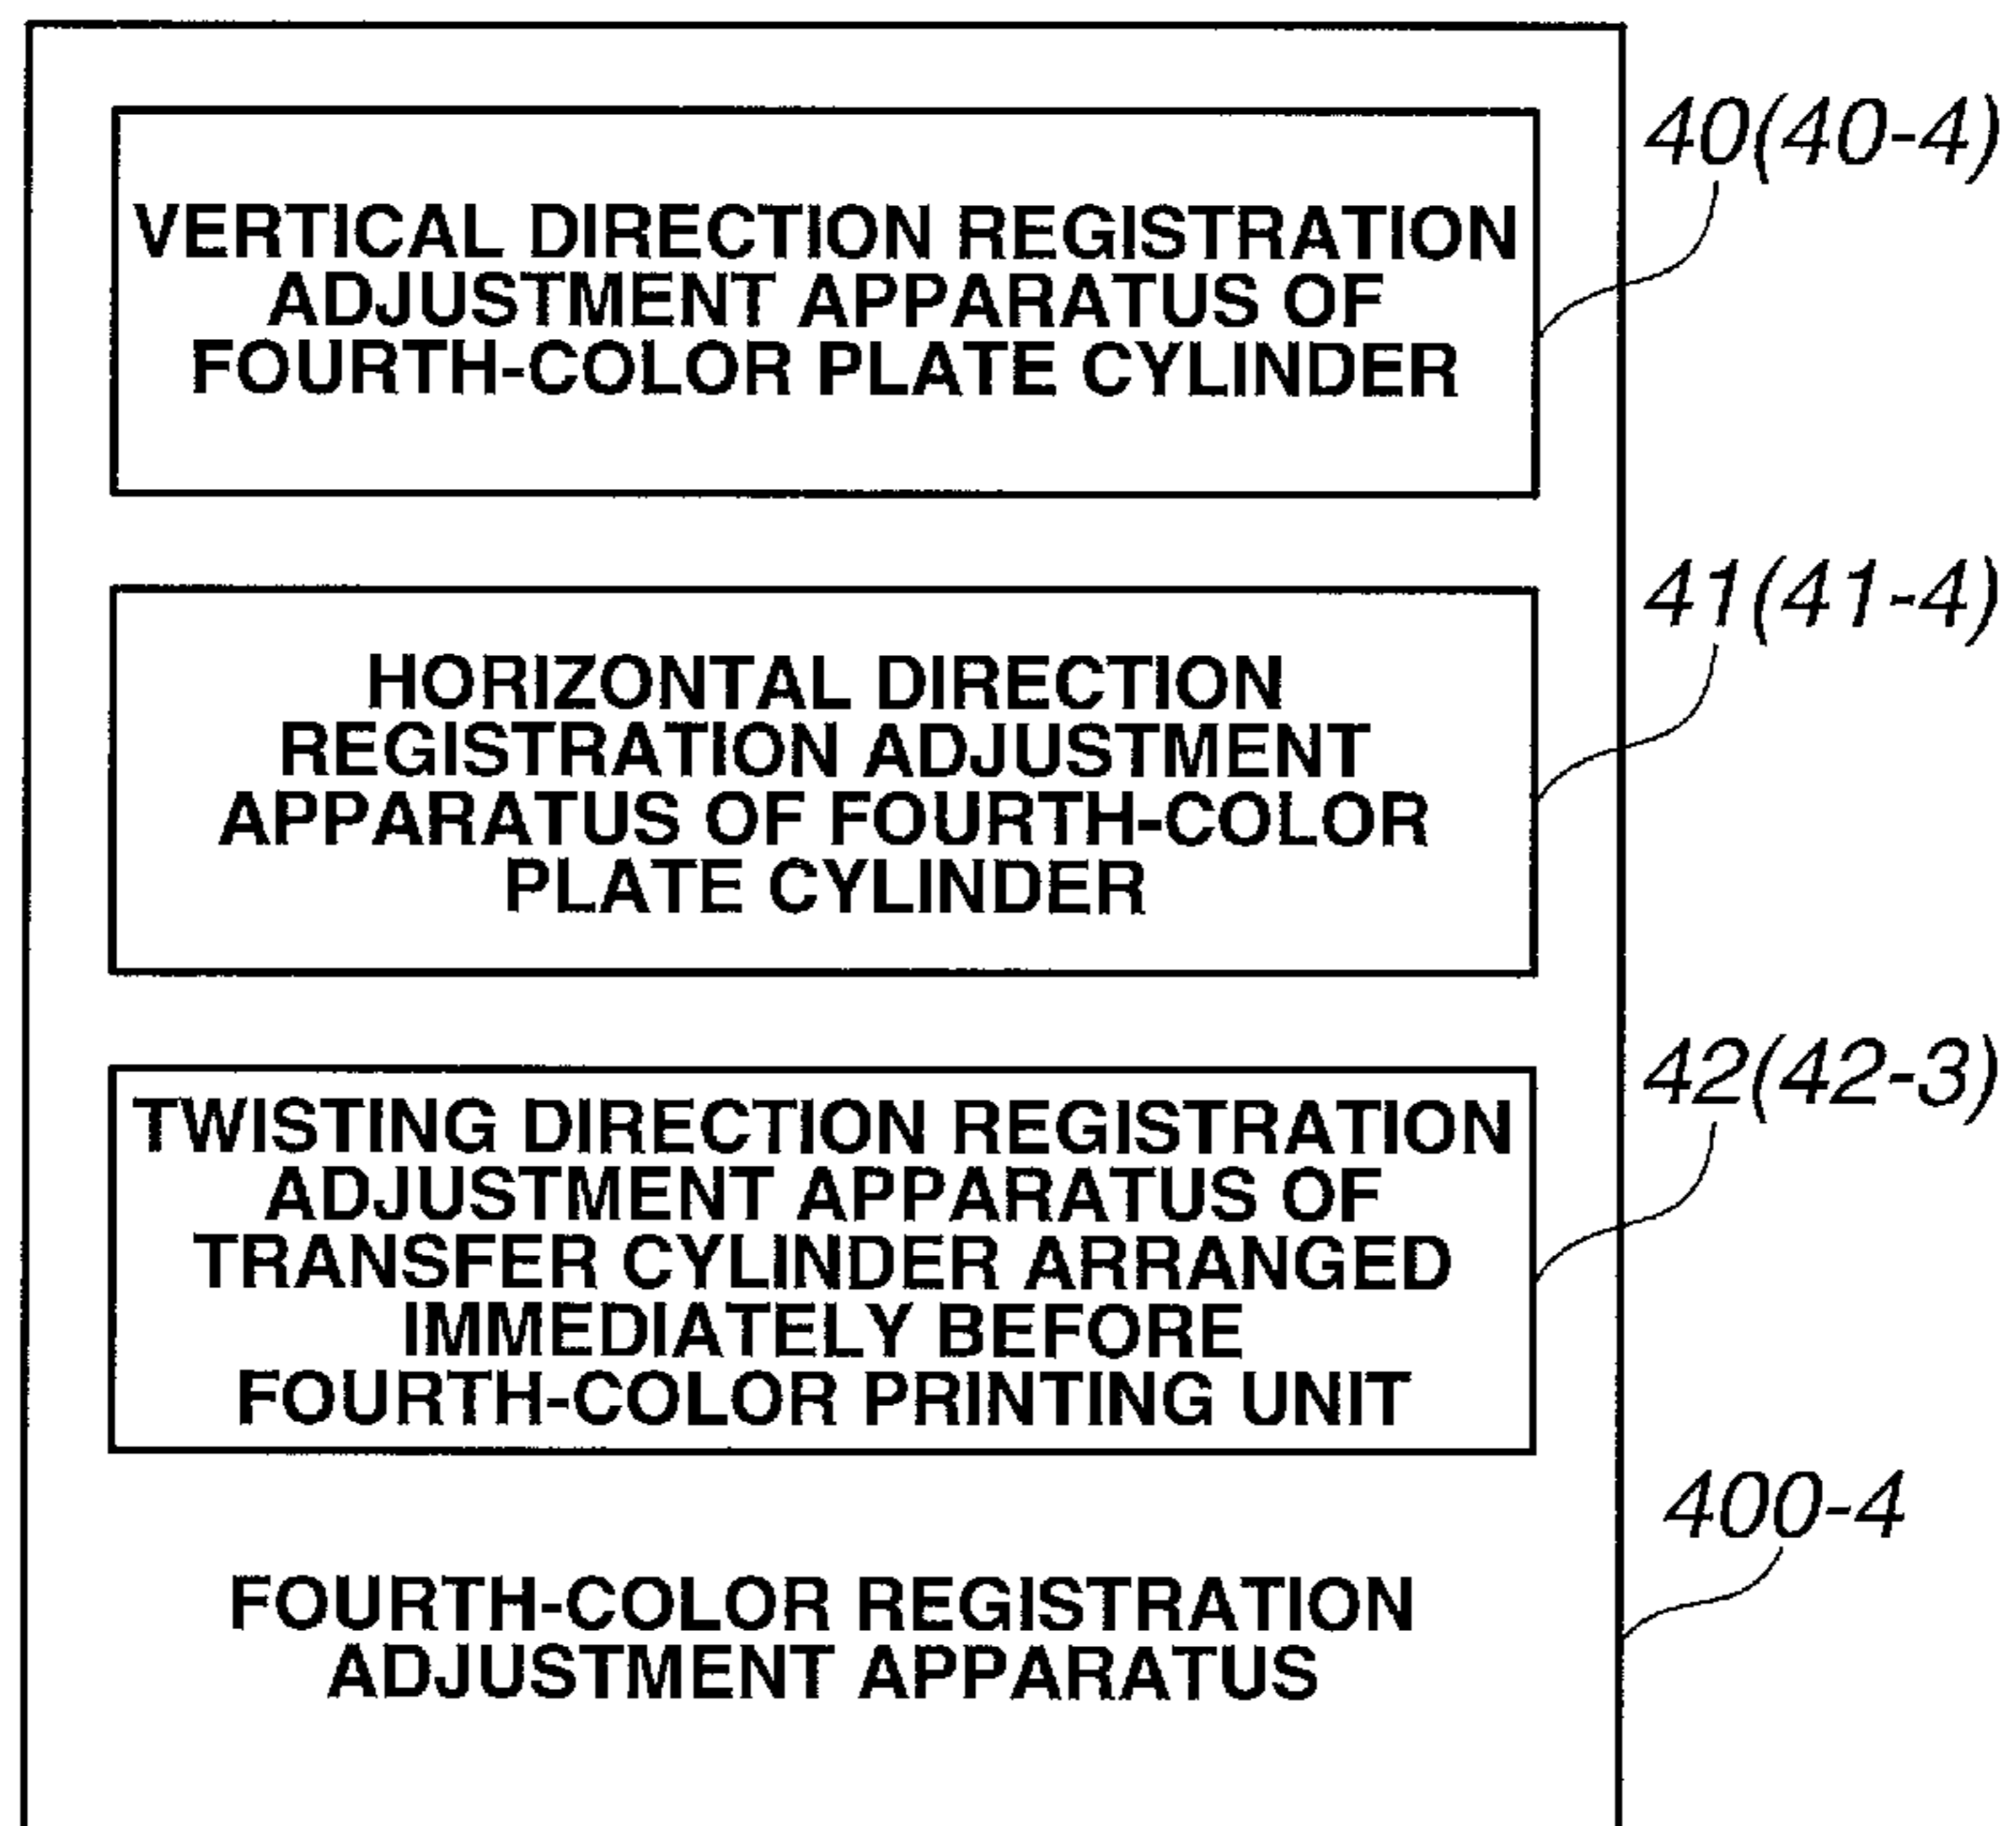 40(40-4)
VERTICAL DIRECTION REGISTRATION
ADJUSTMENT APPARATUS OF
FOURTH-COLOR PLATE CYLINDER
41(41-4)
HORIZONTAL DIRECTION
REGISTRATION ADJUSTMENT
APPARATUS OF FOURTH-COLOR
PLATE CYLINDER
42(42-3)
TWISTING DIRECTION REGISTRATION
ADJUSTMENT APPARATUS OF
TRANSFER CYLINDER ARRANGED
IMMEDIATELY BEFORE
FOURTH-COLOR PRINTING UNIT
400-4
FOURTH-COLOR REGISTRATION
ADJUSTMENT APPARATUS